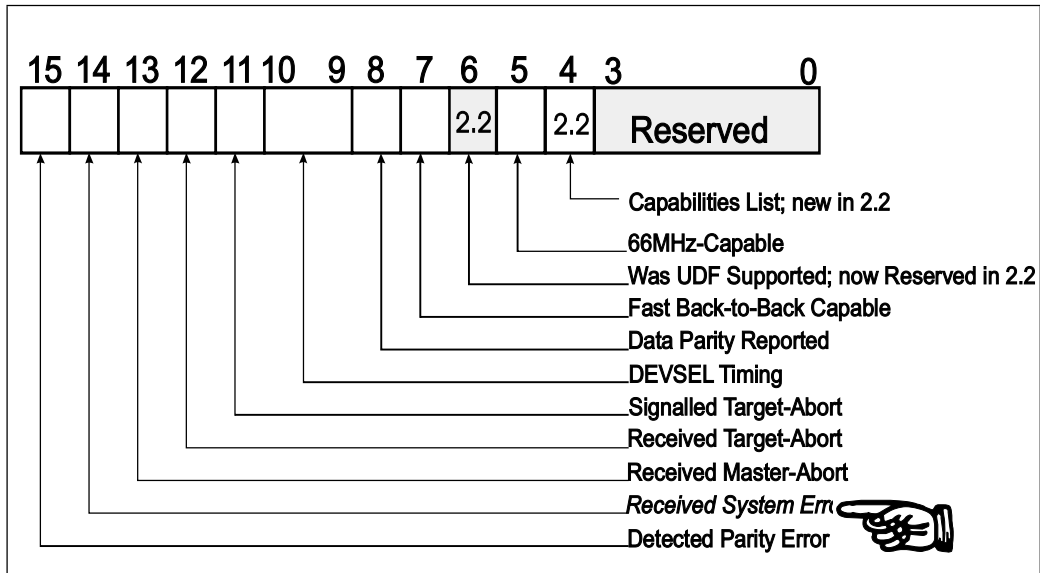 15 14 13 12 11 10 9 8 7 6 5 4 3 0
2.2 2.2 Reserved
Capabilities List; new in 2.2
66MHz-Capable
Was UDF Supported; now Reserved in 2.2
Fast Back-to-Back Capable
Data Parity Reported
DEVSEL Timing
Signalled Target-Abort
Received Target-Abort
Received Master-Abort
Received System
Detected Parity Error